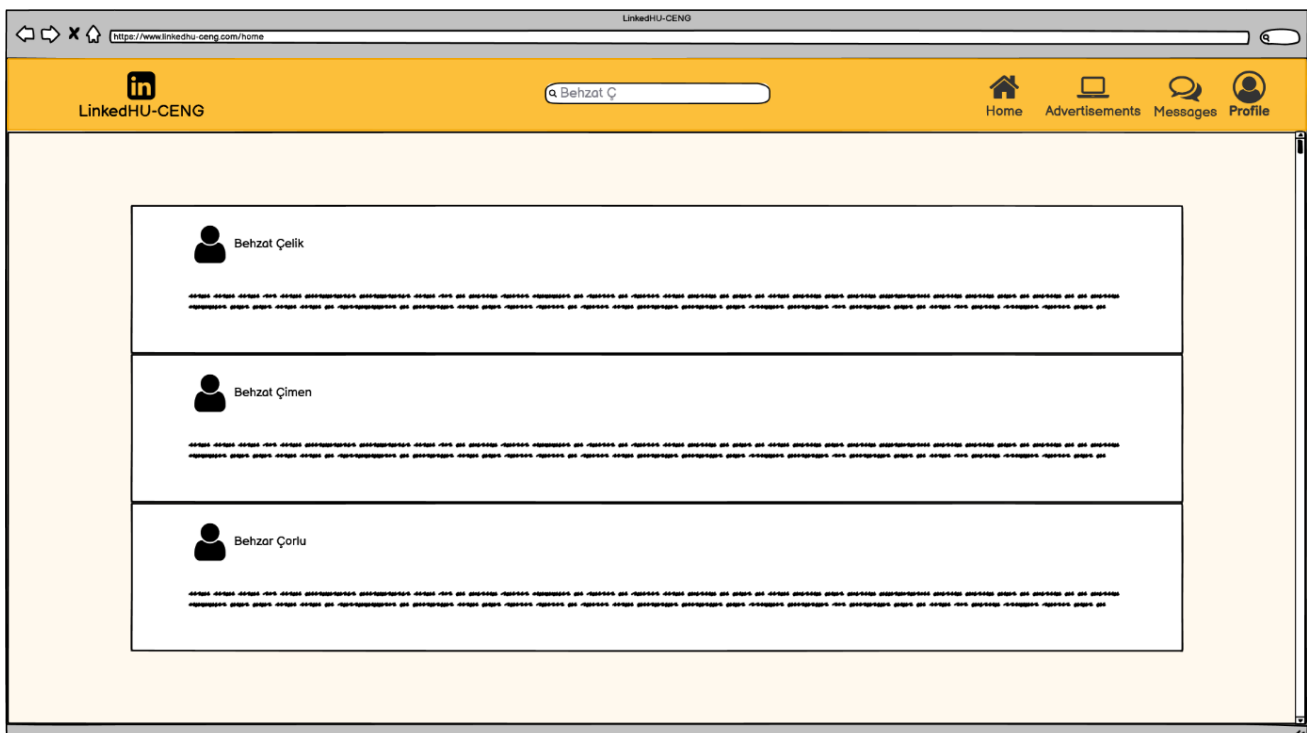 LinkedHU-CENG
https://www.linkedhu-ceng.com/home
in
LinkedHU-CENG
Behzat Ç
Home
Advertisements
Messages
Profile
Behzat Çelik
Behzat Çimen
Behzar Çorlu